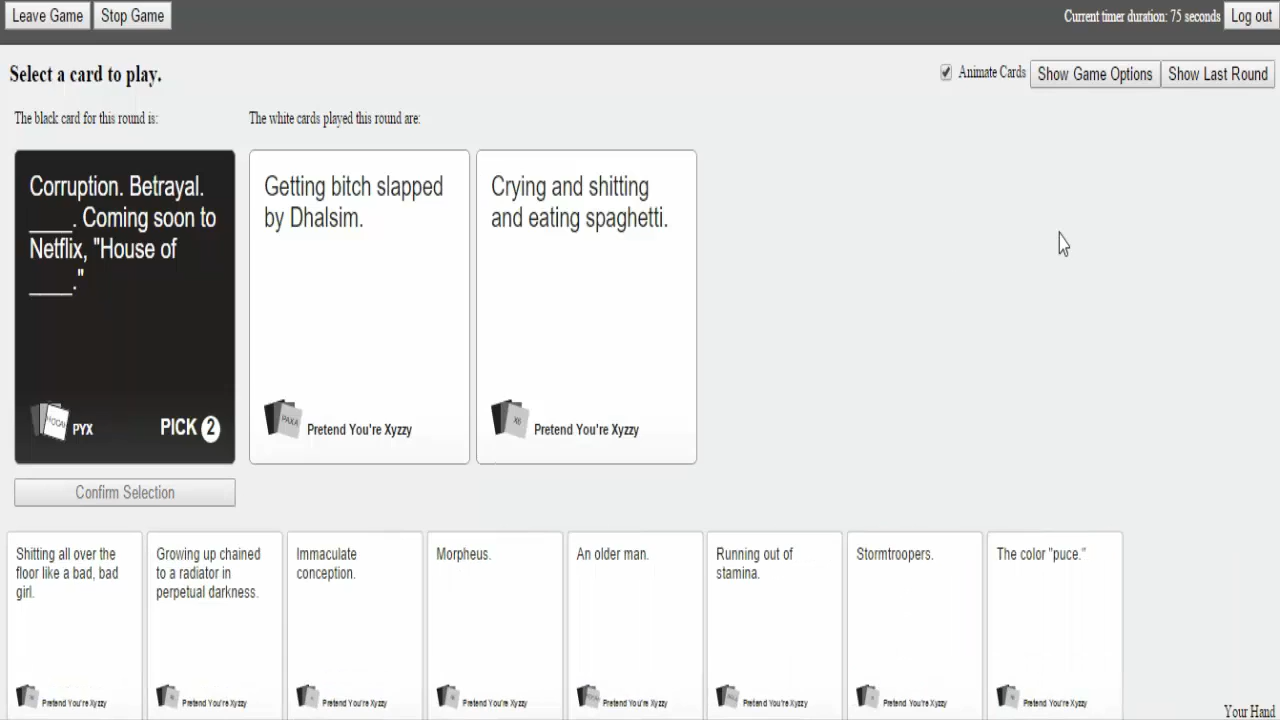 Leave Game Stop Game Current timer duration: 75 seconds Log out
Select a card to play. Animate Cards Show Game Options Show Last Round
The black card for this round is: The white cards played this round are:
Corruption. Betrayal.
____. Coming soon to
Netflix, "House of
____."
PYX PICK 2
Getting bitch slapped
by Dhalsim.
PAXA Pretend You're Xyzzy
Crying and shitting
and eating spaghetti.
X6 Pretend You're Xyzzy
Confirm Selection
Shitting all over the
floor like a bad, bad
girl.
Pretend You're Xyzzy
Growing up chained
to a radiator in
perpetual darkness.
Pretend You're Xyzzy
Immaculate
conception.
Pretend You're Xyzzy
Morpheus.
Pretend You're Xyzzy
An older man.
Pretend You're Xyzzy
Running out of
stamina.
Pretend You're Xyzzy
Stormtroopers.
Pretend You're Xyzzy
The color "puce."
Pretend You're Xyzzy
Your Hand